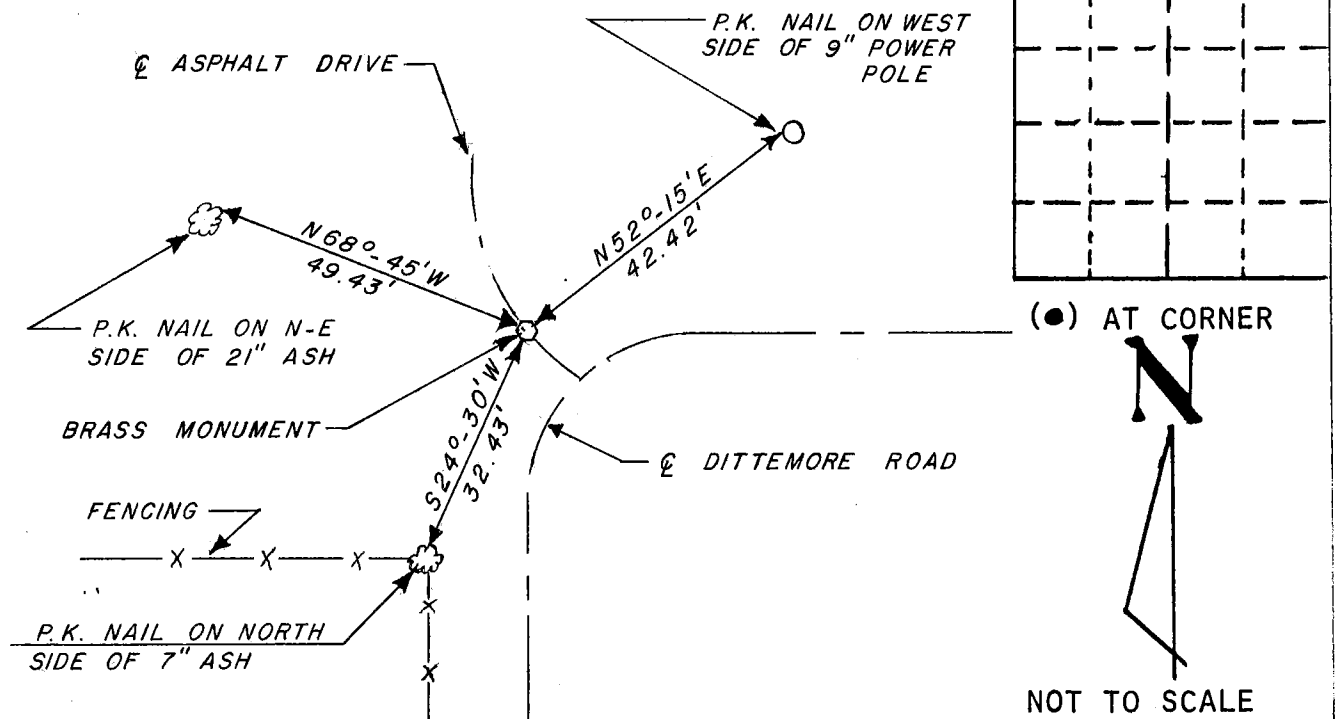 P.K. NAIL ON WEST
SIDE OF 9" POWER
POLE
℄ ASPHALT DRIVE
N52°-15'E
42.42'
N68°-45'W
49.43'
P.K. NAIL ON N-E
SIDE OF 21" ASH
(●) AT CORNER
N
BRASS MONUMENT
S24°-30'W
32.43'
℄ DITTEMORE ROAD
FENCING
X X X
X
P.K. NAIL ON NORTH
SIDE OF 7" ASH
X
NOT TO SCALE